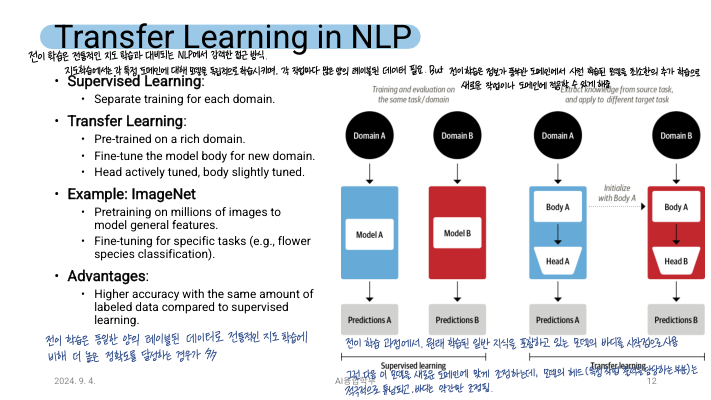 Transfer Learning in NLP
전이 학습은 전통적인 지도 학습과 대비되는 NLP에서 강력한 접근 방식.
지도학습에서는 각 특정 도메인에 대해 모델을 독립적으로 학습시키며, 각 작업마다 많은 양의 레이블된 데이터 필요. But 전이학습은 정보가 풍부한 도메인에서 사전 학습된 모델을 최소한의 추가 학습으로
새로운 작업이나 도메인에 적용할 수 있게 해줌
• Supervised Learning:
• Separate training for each domain.
• Transfer Learning:
• Pre-trained on a rich domain.
• Fine-tune the model body for new domain.
• Head actively tuned, body slightly tuned.
• Example: ImageNet
• Pretraining on millions of images to
model general features.
• Fine-tuning for specific tasks (e.g., flower
species classification).
• Advantages:
• Higher accuracy with the same amount of
labeled data compared to supervised
learning.
전이 학습은 동일한 양의 레이블된 데이터로 전통적인 지도 학습에
비해 더 높은 정확도를 달성하는 경우가 多
Training and evaluation on
the same task/domain
Extract knowledge from source task,
and apply to different target task
Domain A
Domain B
Domain A
Domain B
Model A
Model B
Body A
Initialize
with Body A
Body A
Head A
Head B
Predictions A
Predictions B
Predictions A
Predictions B
전이 학습 과정에서, 원래 학습된 일반 지식을 포함하고 있는 모델의 바디를 시작점으로 사용
Supervised learning
Transfer learning
그런 다음 이 모델을 새로운 도메인에 맞게 조정하는데, 모델의 헤드(특정 작업 담당하는 부분)는
적극적으로 튜닝되고, 바디는 약간만 조정됨.
2024. 9. 4.
12